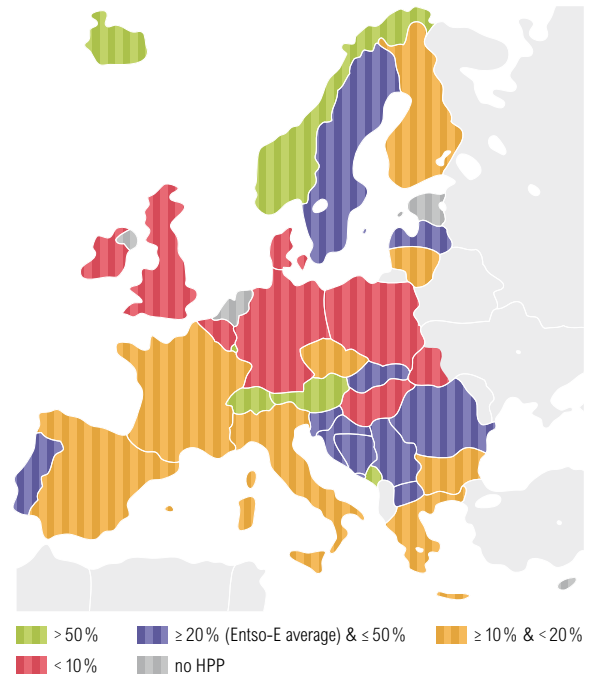 > 50 % ≥ 20 % (Entso-E average) & ≤ 50 % ≥ 10 % & < 20 %
< 10 % no HPP